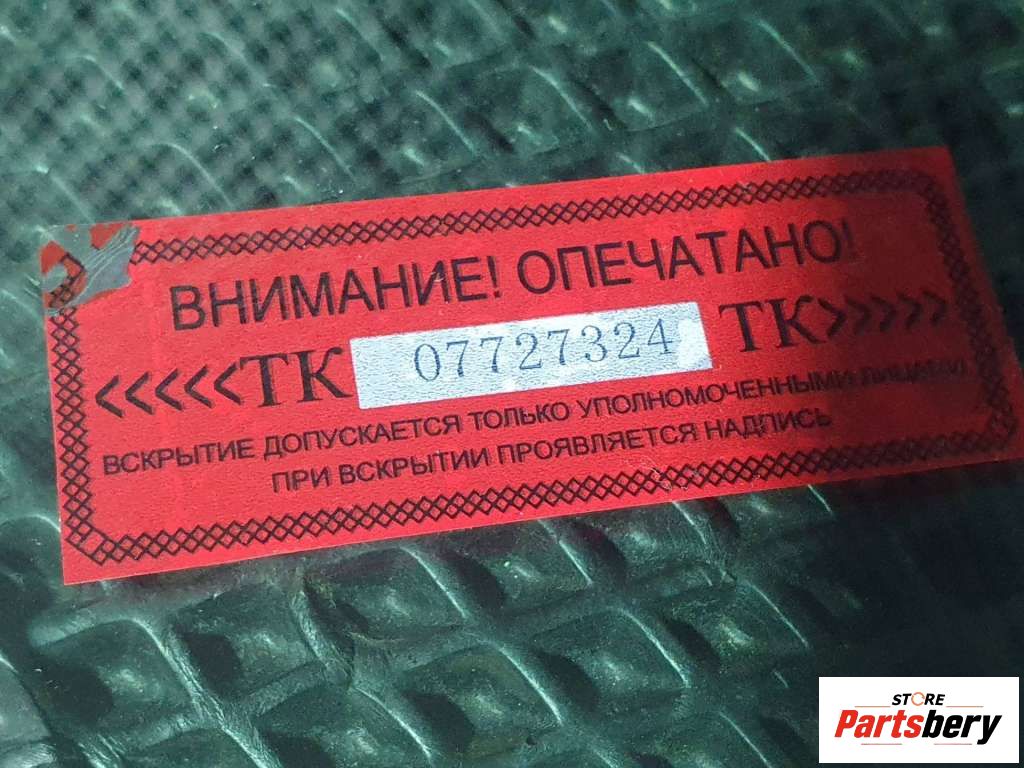 ВНИМАНИЕ! ОПЕЧАТАНО!
<<<<<ТК 07727324 ТК>>>>>
ВСКРЫТИЕ ДОПУСКАЕТСЯ ТОЛЬКО УПОЛНОМОЧЕННЫМИ ЛИЦАМИ
ПРИ ВСКРЫТИИ ПРОЯВЛЯЕТСЯ НАДПИСЬ
STORE
Partsbery